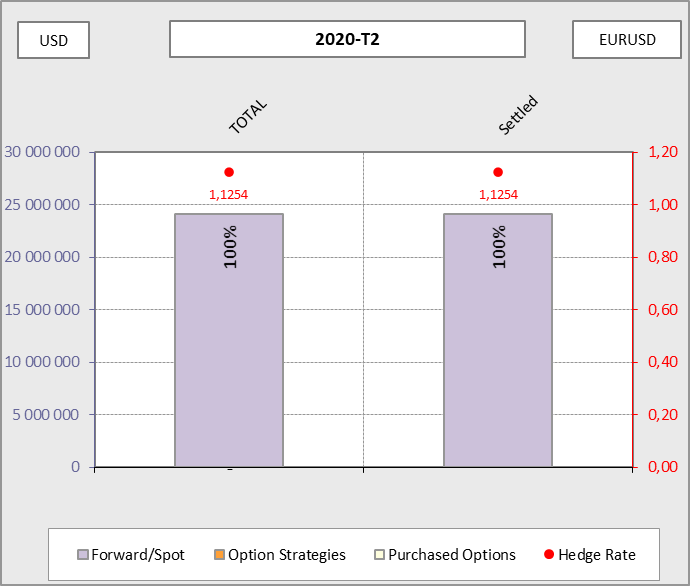 USD
2020-T2
EURUSD
TOTAL
Settled
30 000 000
25 000 000
20 000 000
15 000 000
10 000 000
5 000 000
0
1,20
1,00
0,80
0,60
0,40
0,20
0,00
1,1254
1,1254
100%
100%
-
Forward/Spot
Option Strategies
Purchased Options
Hedge Rate